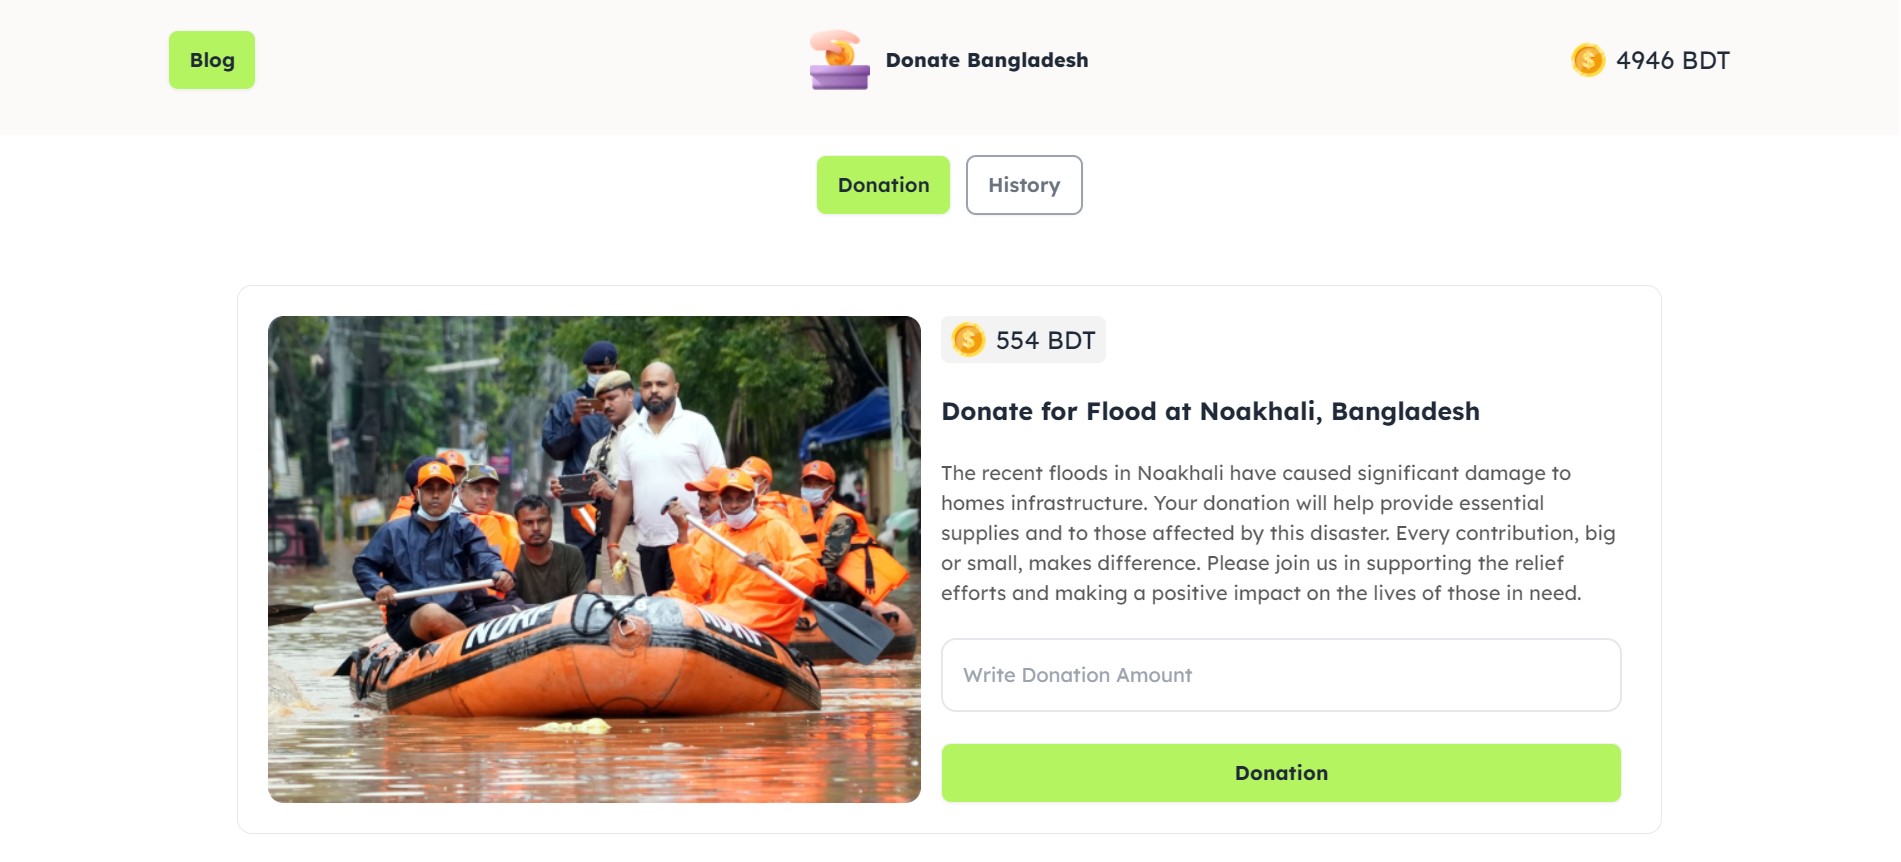 Blog
Donate Bangladesh
4946 BDT
Donation
History
554 BDT
Donate for Flood at Noakhali, Bangladesh
The recent floods in Noakhali have caused significant damage to
homes infrastructure. Your donation will help provide essential
supplies and to those affected by this disaster. Every contribution, big
or small, makes difference. Please join us in supporting the relief
efforts and making a positive impact on the lives of those in need.
Write Donation Amount
Donation
NDRF
NDRF